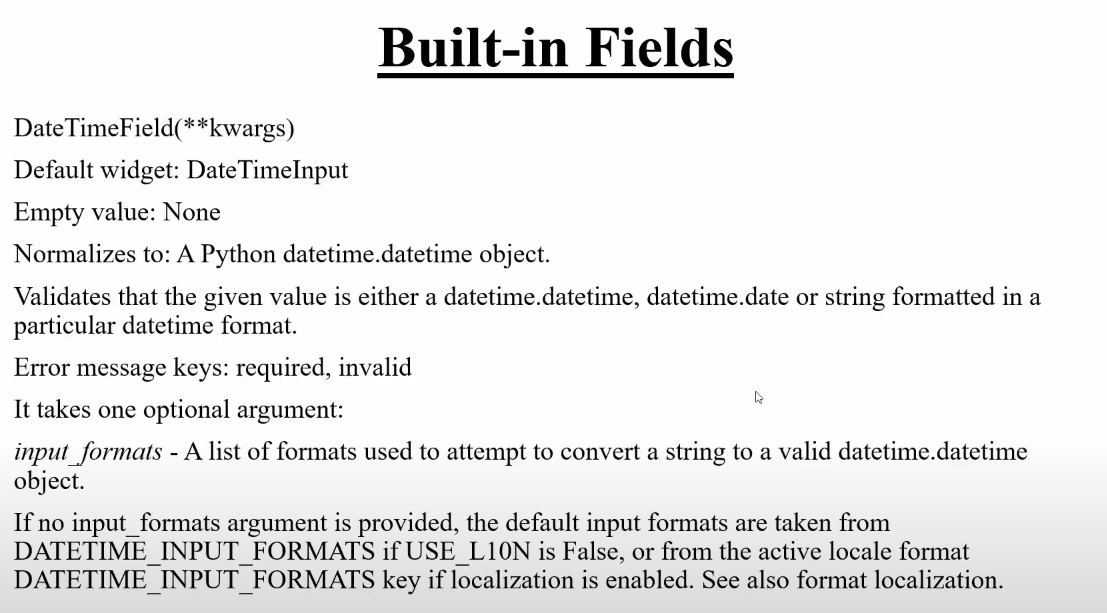 Built-in Fields
DateTimeField(**kwargs)
Default widget: DateTimeInput
Empty value: None
Normalizes to: A Python datetime.datetime object.
Validates that the given value is either a datetime.datetime, datetime.date or string formatted in a
particular datetime format.
Error message keys: required, invalid
It takes one optional argument:
input_formats - A list of formats used to attempt to convert a string to a valid datetime.datetime
object.
If no input_formats argument is provided, the default input formats are taken from
DATETIME_INPUT_FORMATS if USE_L10N is False, or from the active locale format
DATETIME_INPUT_FORMATS key if localization is enabled. See also format localization.